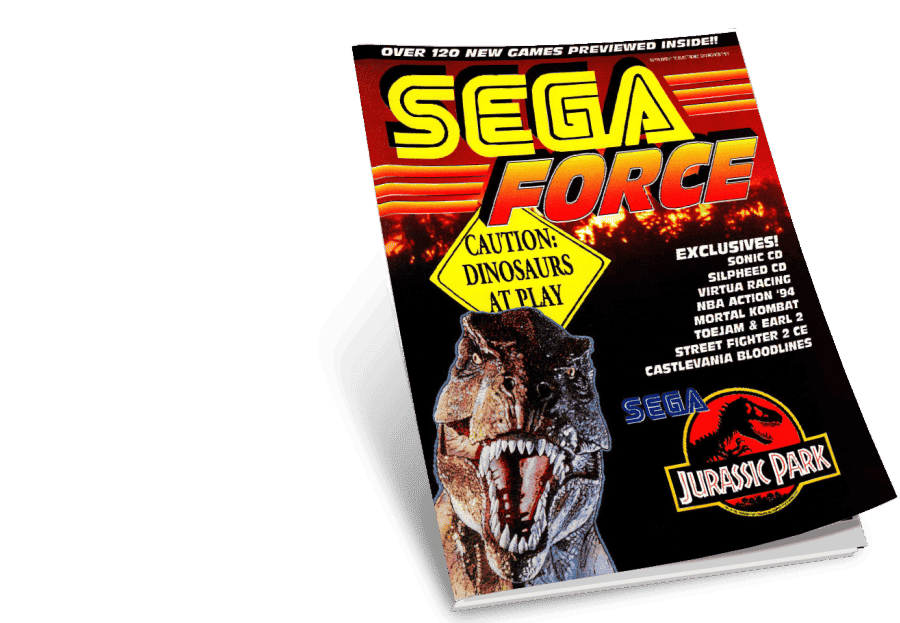 OVER 120 NEW GAMES PREVIEWED INSIDE!!
SEGA
FORCE
CAUTION:
DINOSAURS
AT PLAY
EXCLUSIVES!
SONIC CD
SILPHEED CD
VIRTUA RACING
NBA ACTION '94
MORTAL KOMBAT
TOEJAM & EARL 2
STREET FIGHTER 2 CE
CASTLEVANIA BLOODLINES
SEGA
JURASSIC PARK